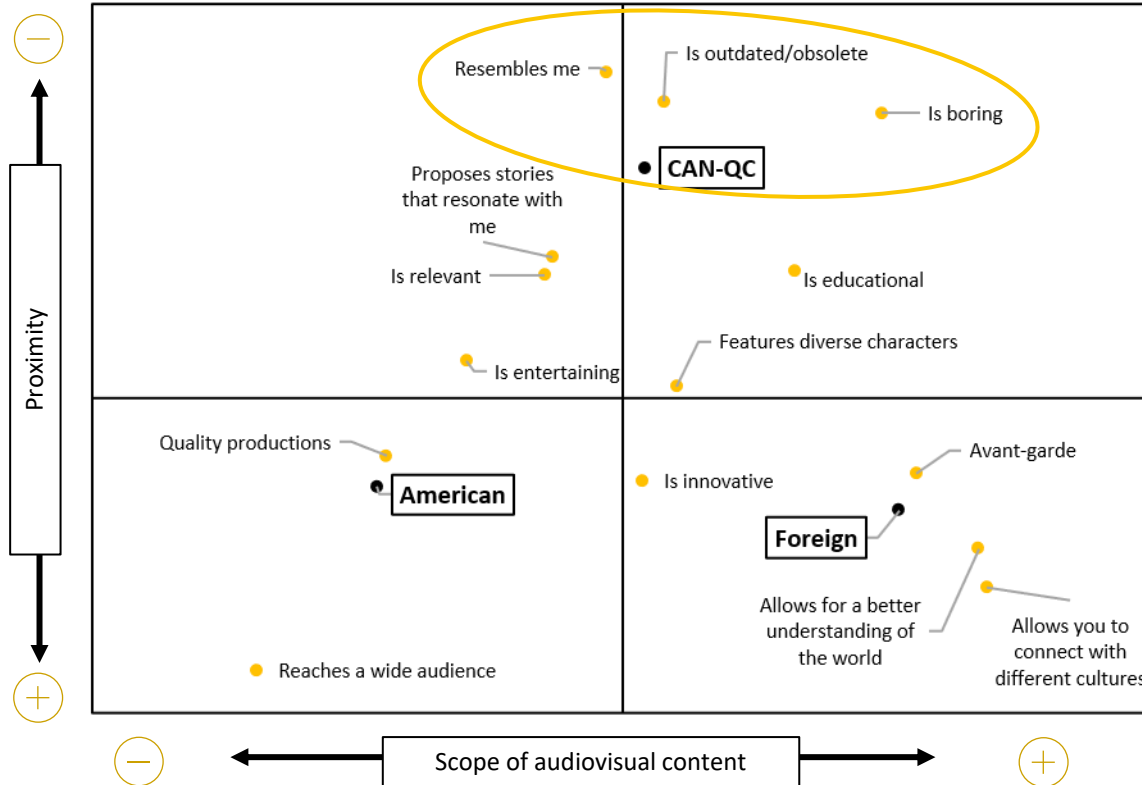 Resembles me
Is outdated/obsolete
Is boring
CAN-QC
Proposes stories
that resonate with
me
Is relevant
Is educational
Features diverse characters
Is entertaining
Proximity
Quality productions
American
Is innovative
Avant-garde
Foreign
Allows for a better
understanding of
the world
Allows you to
connect with
different cultures
Reaches a wide audience
Scope of audiovisual content